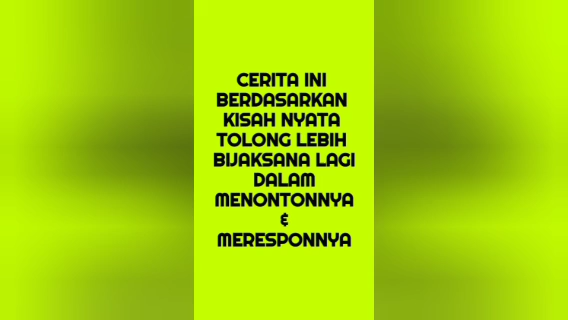 CERITA INI
BERDASARKAN
KISAH NYATA
TOLONG LEBIH
BIJAKSANA LAGI
DALAM
MENONTONNYA
&
MERESPONNYA